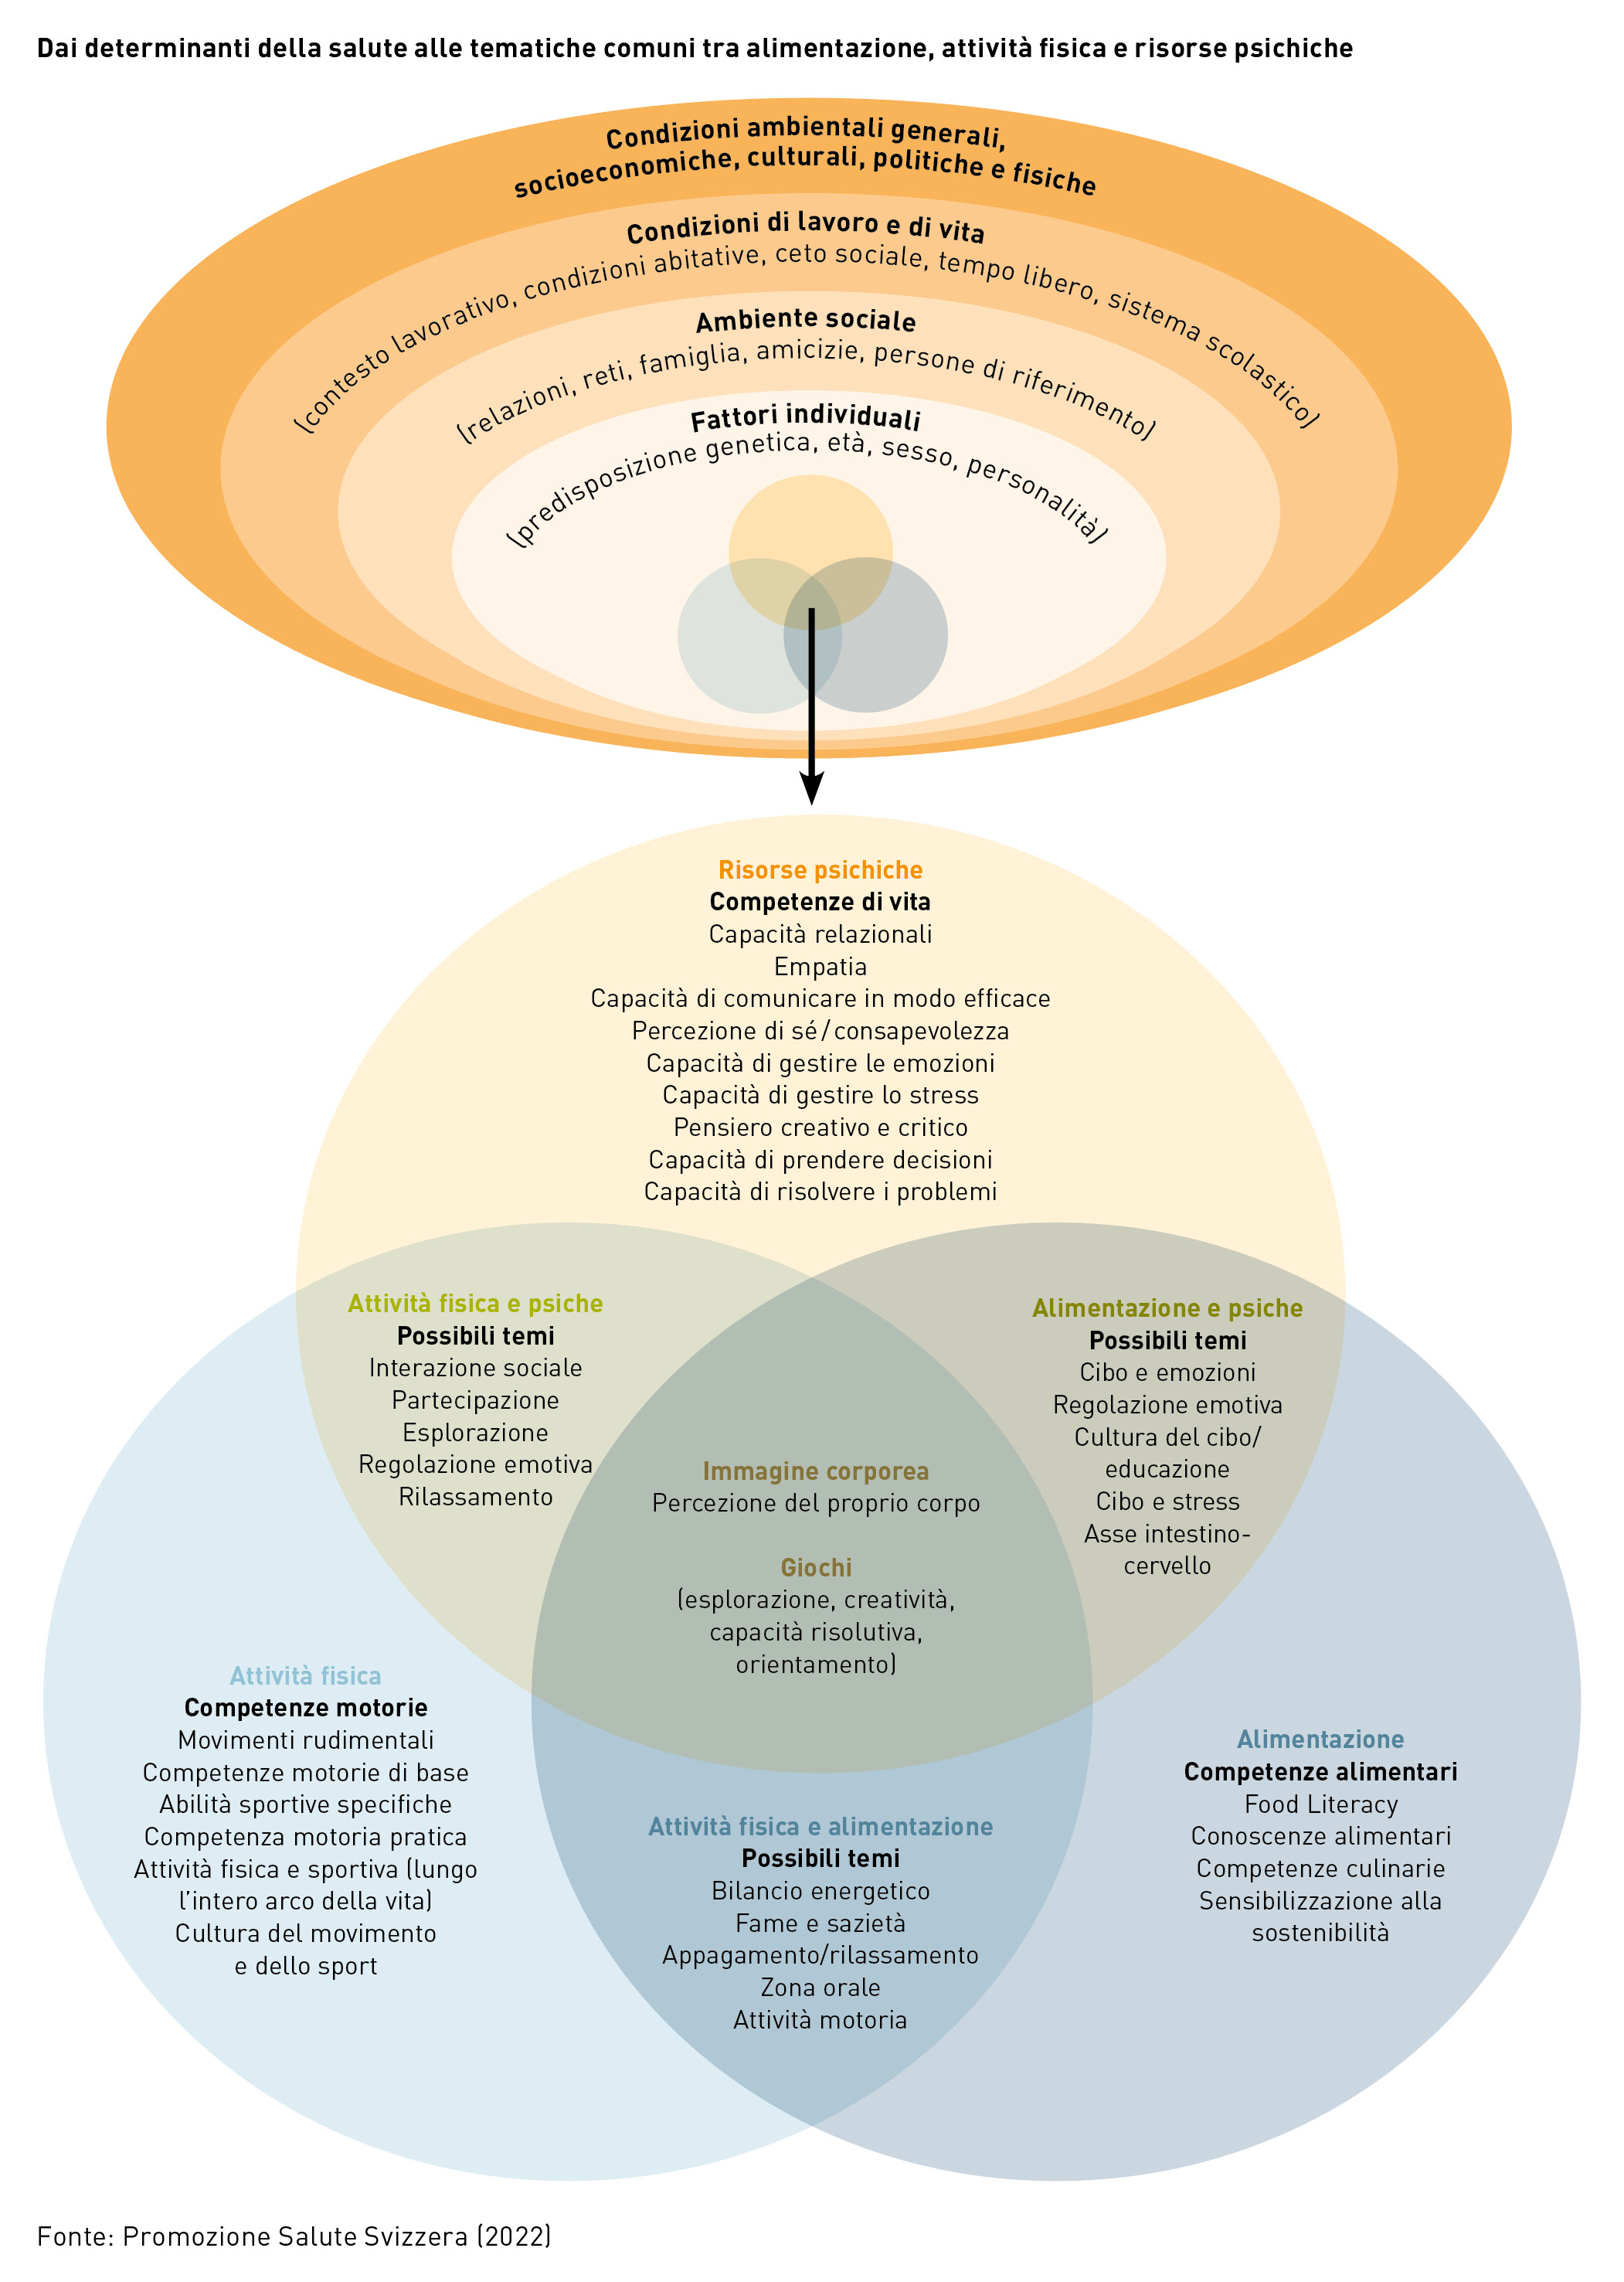 Dai determinanti della salute alle tematiche comuni tra alimentazione, attività fisica e risorse psichiche
Condizioni ambientali generali,
socioeconomiche, culturali, politiche e fisiche
Condizioni di lavoro e di vita
(contesto lavorativo, condizioni abitative, ceto sociale, tempo libero, sistema scolastico)
Ambiente sociale
(relazioni, reti, famiglia, amicizie, persone di riferimento)
Fattori individuali
(predisposizione genetica, età, sesso, personalità)
Risorse psichiche
Competenze di vita
Capacità relazionali
Empatia
Capacità di comunicare in modo efficace
Percezione di sé/consapevolezza
Capacità di gestire le emozioni
Capacità di gestire lo stress
Pensiero creativo e critico
Capacità di prendere decisioni
Capacità di risolvere i problemi
Attività fisica e psiche
Possibili temi
Interazione sociale
Partecipazione
Esplorazione
Regolazione emotiva
Rilassamento
Alimentazione e psiche
Possibili temi
Cibo e emozioni
Regolazione emotiva
Cultura del cibo/
educazione
Cibo e stress
Asse intestino-
cervello
Immagine corporea
Percezione del proprio corpo
Giochi
(esplorazione, creatività,
capacità risolutiva,
orientamento)
Attività fisica
Competenze motorie
Movimenti rudimentali
Competenze motorie di base
Abilità sportive specifiche
Competenza motoria pratica
Attività fisica e sportiva (lungo
l'intero arco della vita)
Cultura del movimento
e dello sport
Attività fisica e alimentazione
Possibili temi
Bilancio energetico
Fame e sazietà
Appagamento/rilassamento
Zona orale
Attività motoria
Alimentazione
Competenze alimentari
Food Literacy
Conoscenze alimentari
Competenze culinarie
Sensibilizzazione alla
sostenibilità
Fonte: Promozione Salute Svizzera (2022)